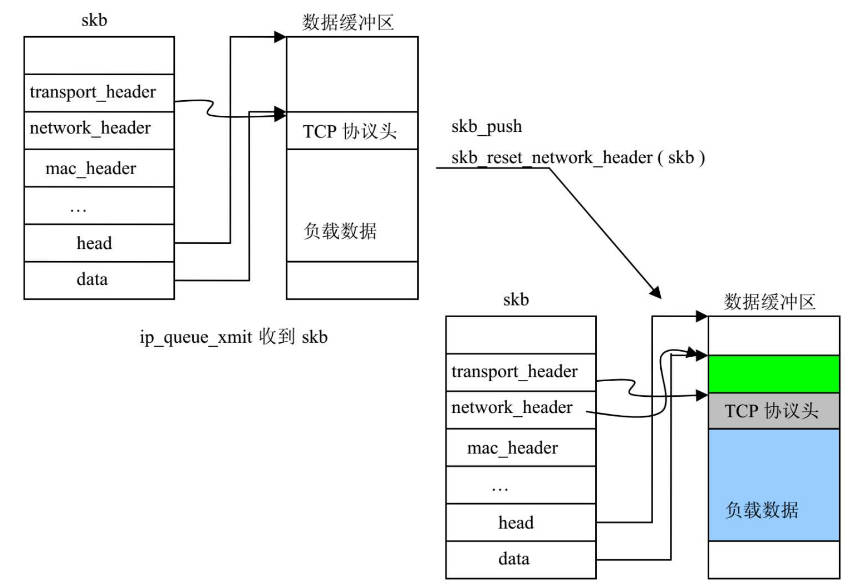 skb
数据缓冲区
transport_header
network_header
TCP 协议头
mac_header
…
负载数据
head
data
ip_queue_xmit 收到 skb
skb_push
skb_reset_network_header ( skb )
skb
数据缓冲区
transport_header
network_header
TCP 协议头
mac_header
…
负载数据
head
data